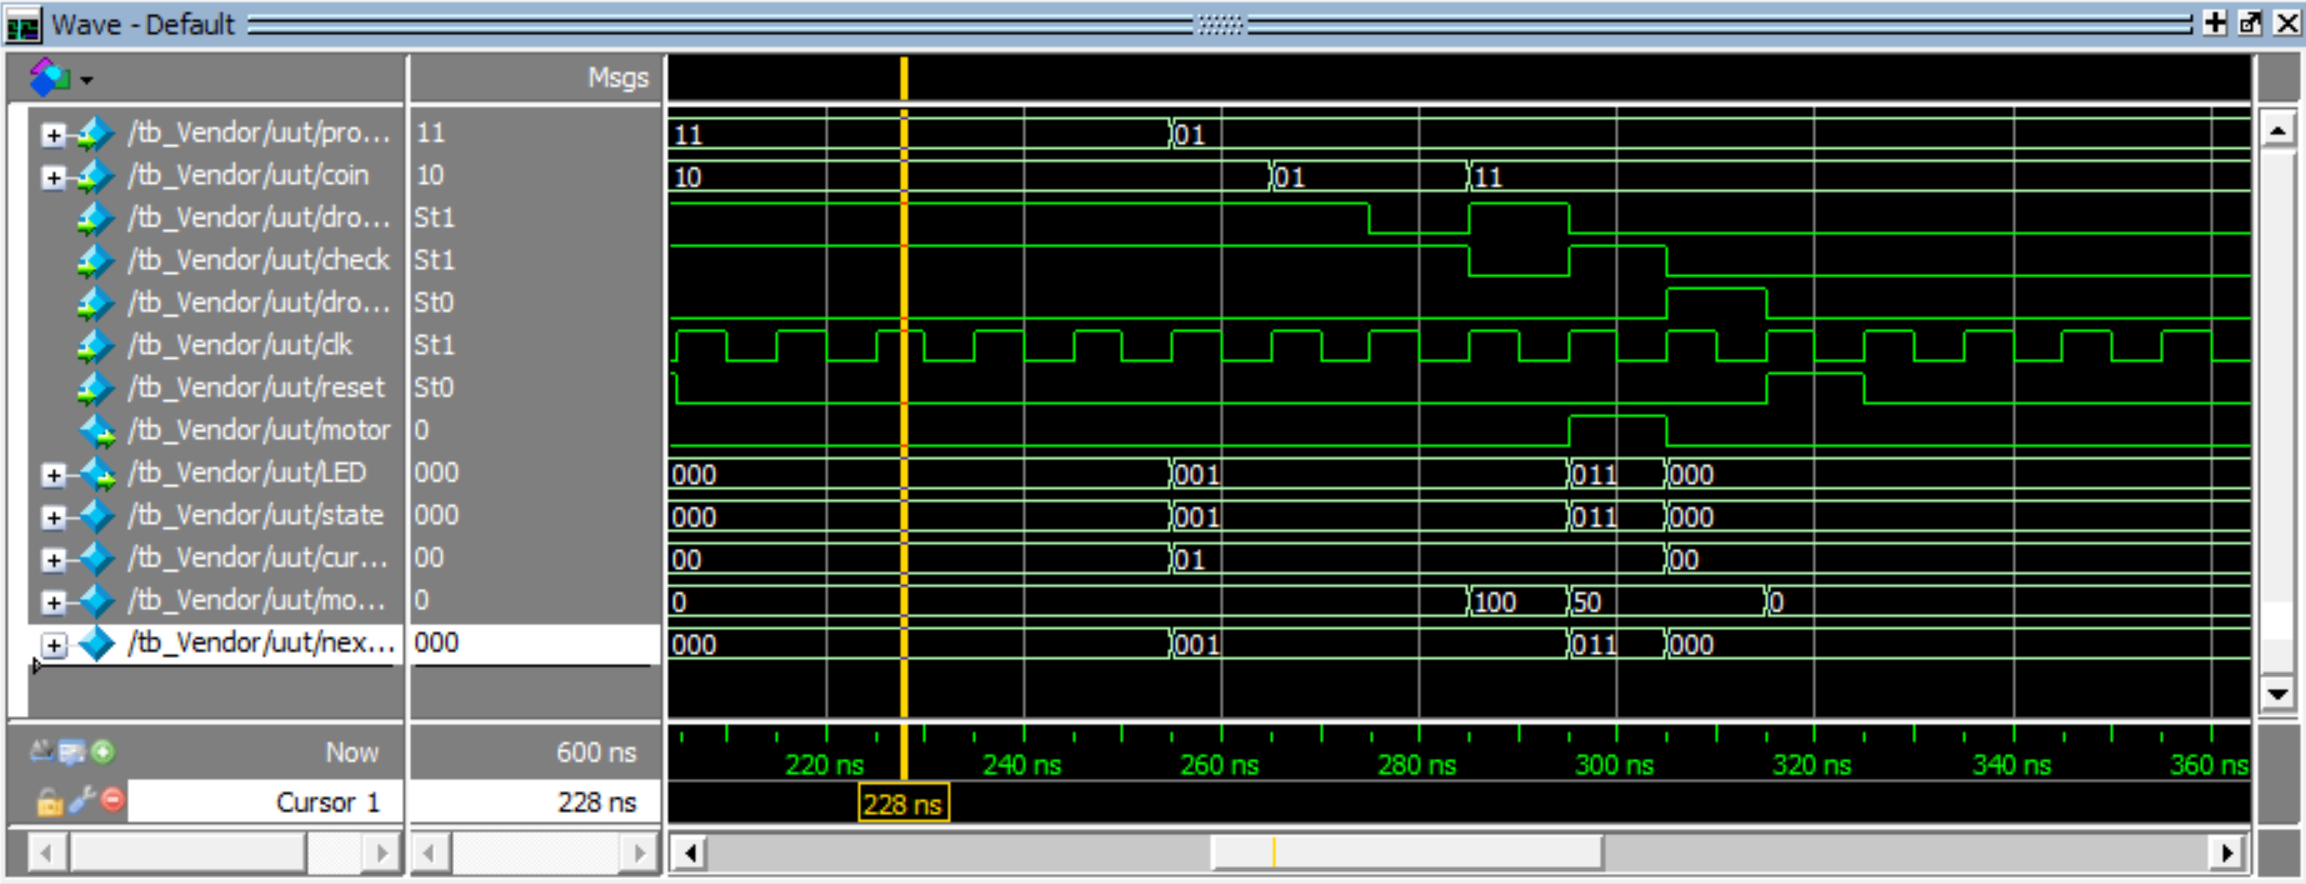 Wave - Default
Msgs
/tb_Vendor/uut/pro... 11 11 01
/tb_Vendor/uut/coin 10 10 01 11
/tb_Vendor/uut/dro... St1
/tb_Vendor/uut/check St1
/tb_Vendor/uut/dro... St0
/tb_Vendor/uut/clk St1
/tb_Vendor/uut/reset St0
/tb_Vendor/uut/motor 0
/tb_Vendor/uut/LED 000 000 001 011 000
/tb_Vendor/uut/state 000 000 001 011 000
/tb_Vendor/uut/cur... 00 00 01 00
/tb_Vendor/uut/mo... 0 0 100 50 0
/tb_Vendor/uut/nex... 000 000 001 011 000
Now 600 ns 220 ns 240 ns 260 ns 280 ns 300 ns 320 ns 340 ns 360 ns
Cursor 1 228 ns 228 ns